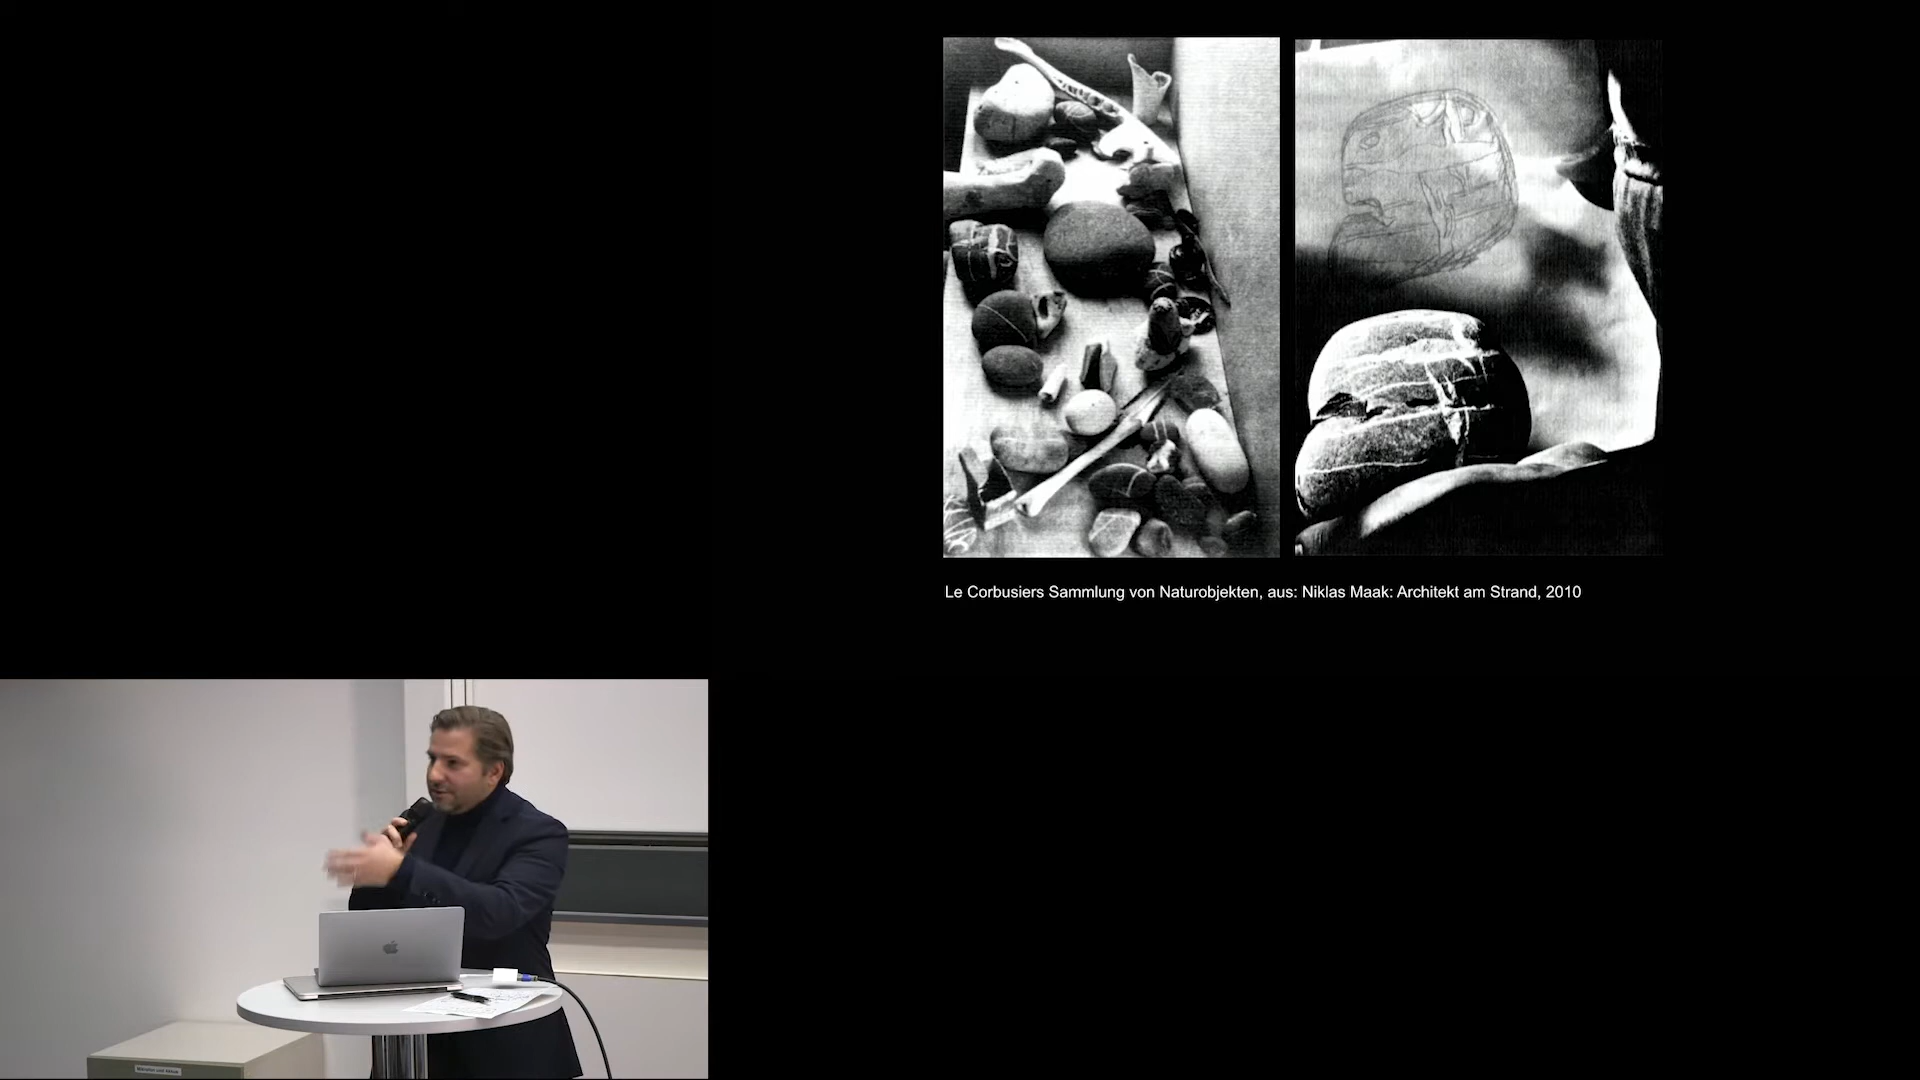 Le Corbusiers Sammlung von Naturobjekten, aus: Niklas Maak: Architekt am Strand, 2010